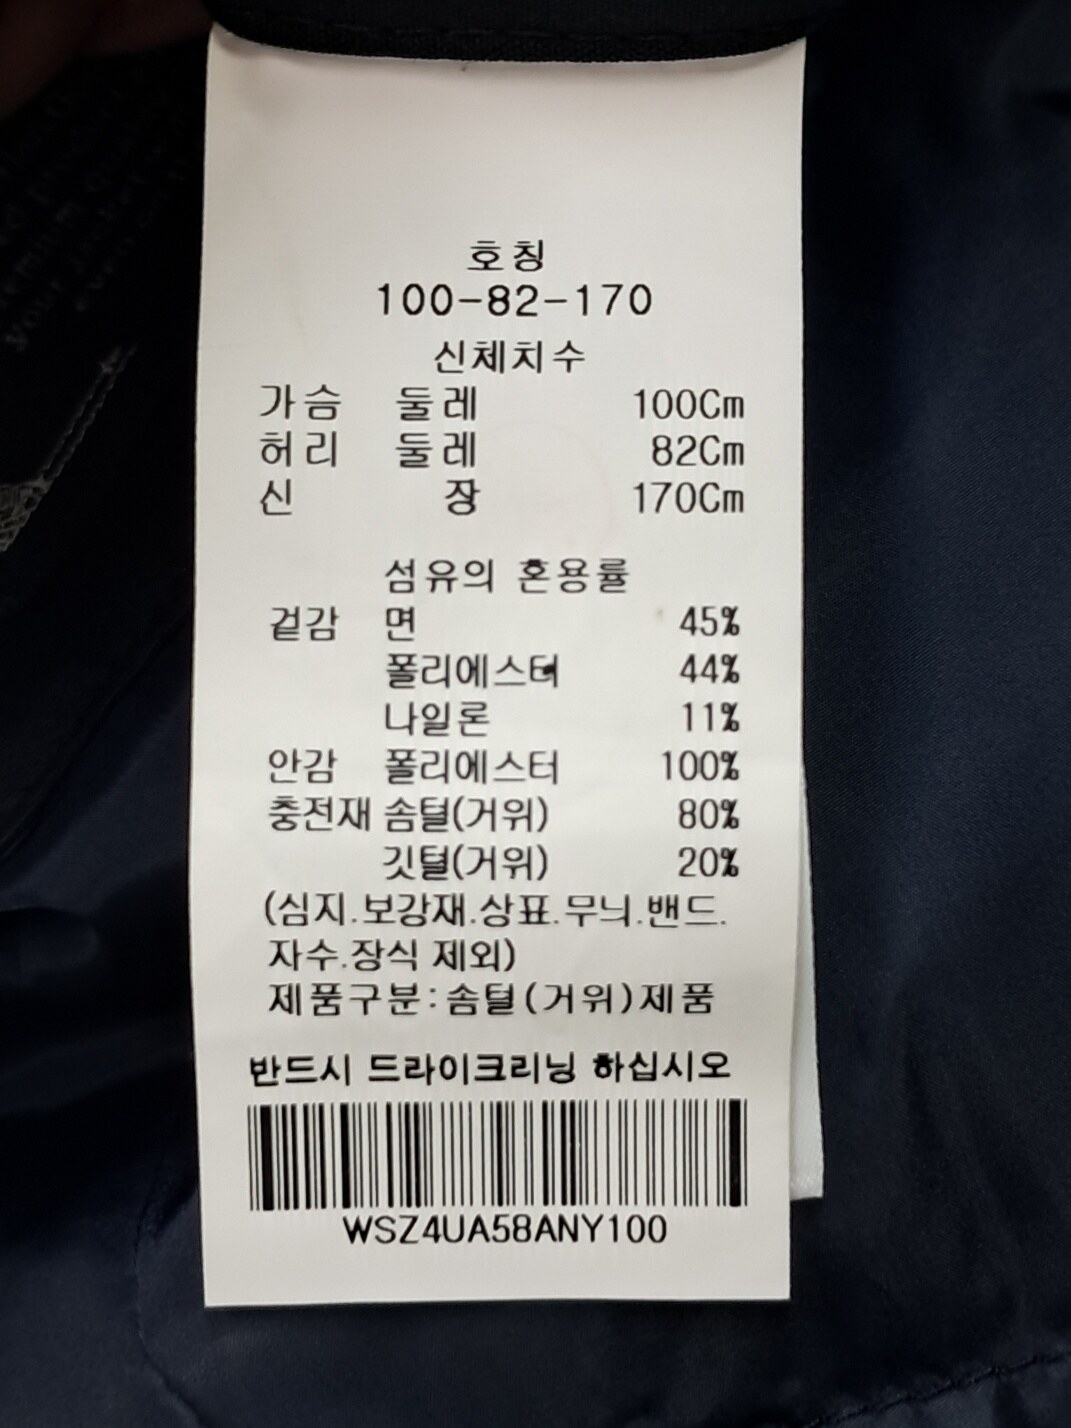 호칭
100-82-170
신체치수
가슴 둘레 100Cm
허리 둘레 82Cm
신 장 170Cm
섬유의 혼용률
겉감 면 45%
폴리에스터 44%
나일론 11%
안감 폴리에스터 100%
충전재 솜털(거위) 80%
깃털(거위) 20%
(심지.보강재.상표.무늬.밴드.
자수.장식 제외)
제품구분:솜털(거위)제품
반드시 드라이크리닝 하십시오
WSZ4UA58ANY100